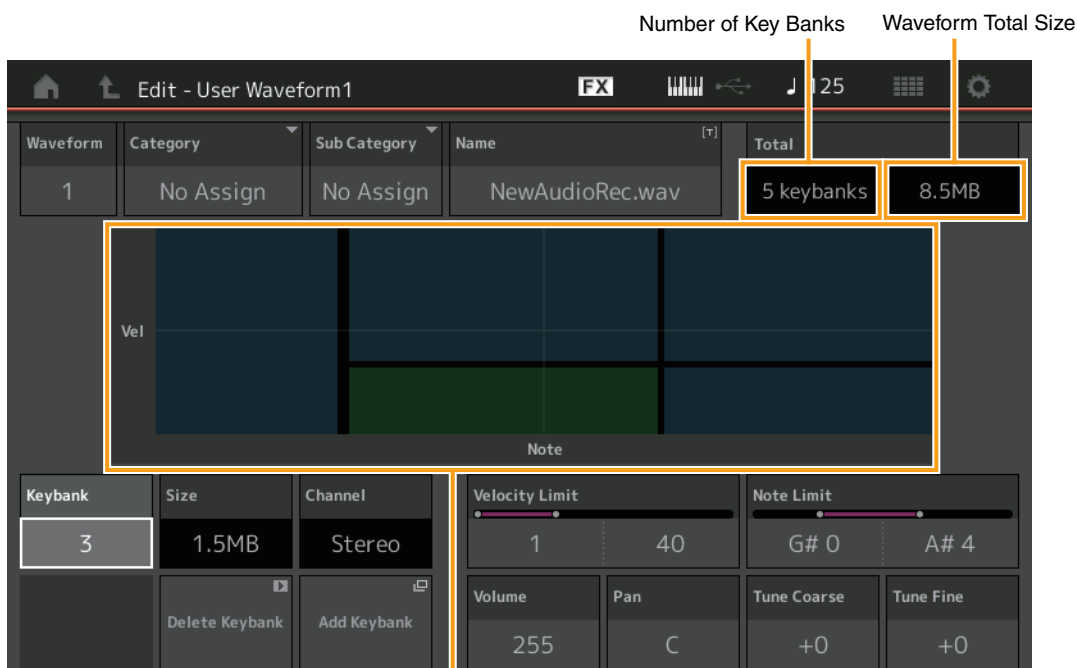 Number of Key Banks Waveform Total Size
Edit - User Waveform1 FX ♩ 125
Waveform Category Sub Category Name [T] Total
1 No Assign No Assign NewAudioRec.wav 5 keybanks 8.5MB
Vel
Note
Keybank Size Channel Velocity Limit Note Limit
3 1.5MB Stereo 1 40 G# 0 A# 4
Delete Keybank Add Keybank Volume Pan Tune Coarse Tune Fine
255 C +0 +0